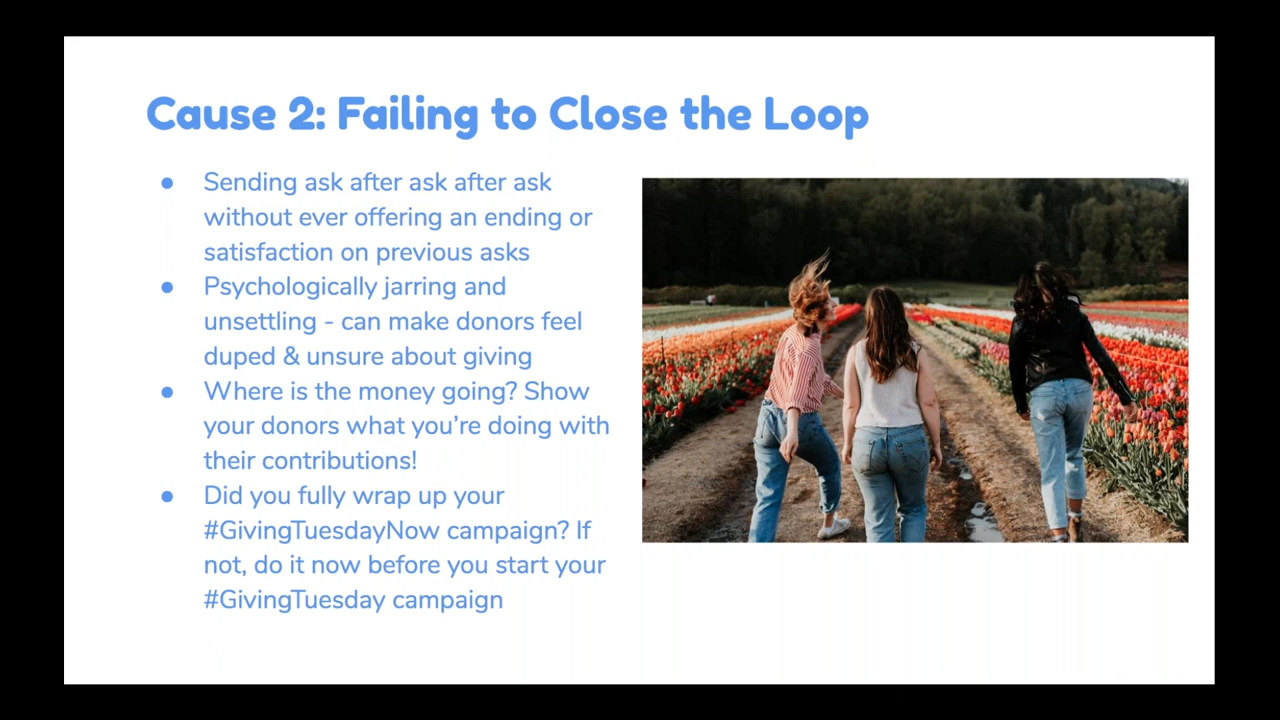 Cause 2: Failing to Close the Loop
● Sending ask after ask after ask
without ever offering an ending or
satisfaction on previous asks
● Psychologically jarring and
unsettling - can make donors feel
duped & unsure about giving
● Where is the money going? Show
your donors what you’re doing with
their contributions!
● Did you fully wrap up your
#GivingTuesdayNow campaign? If
not, do it now before you start your
#GivingTuesday campaign